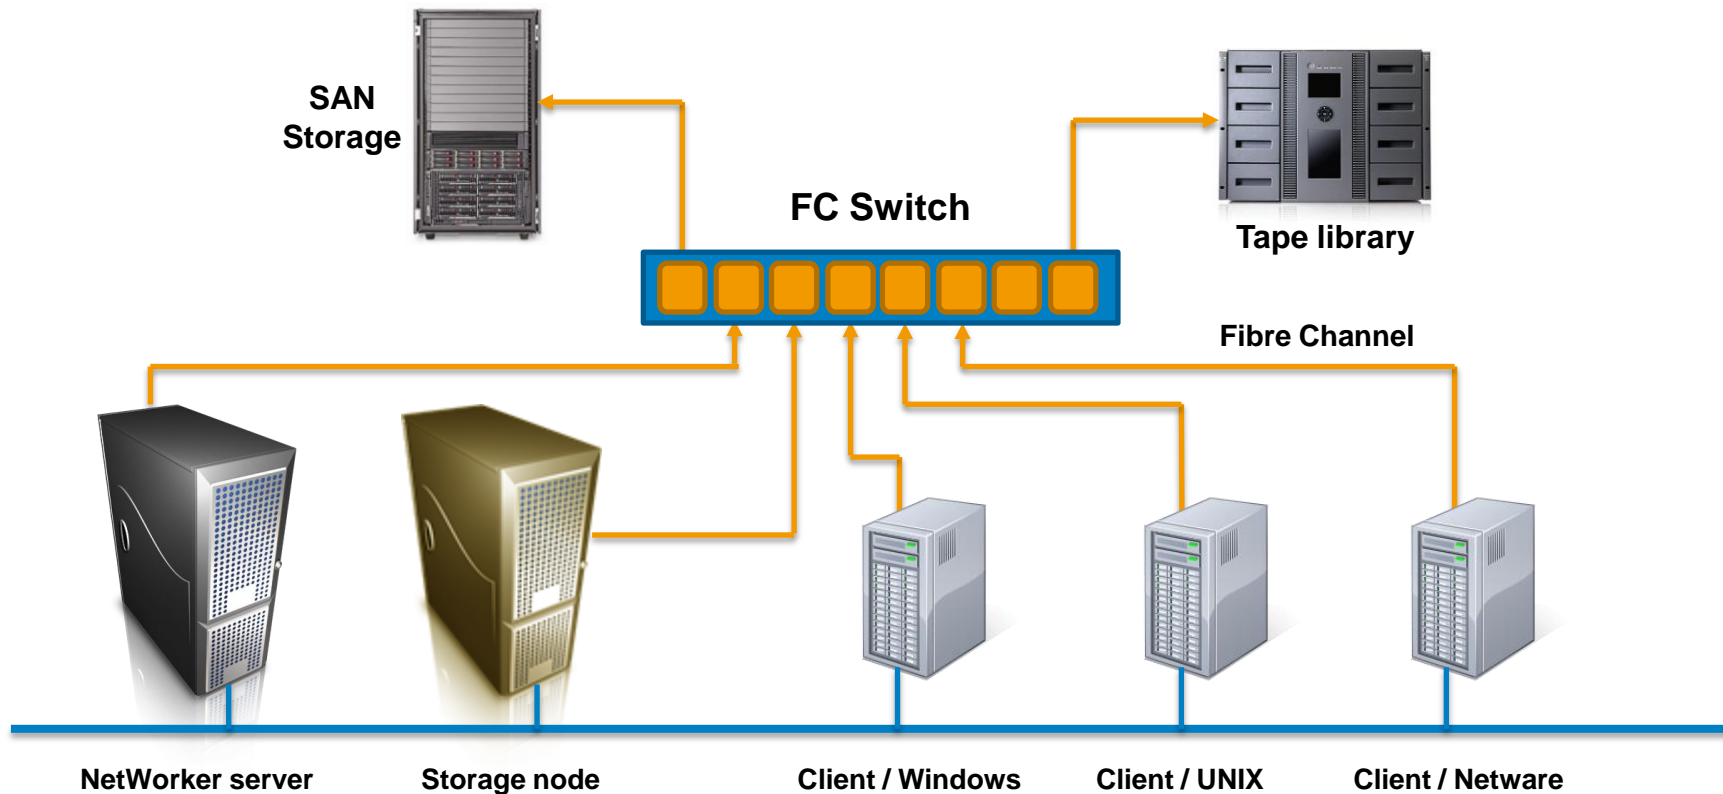 SAN
Storage
FC Switch
Tape library
Fibre Channel
NetWorker server
Storage node
Client / Windows
Client / UNIX
Client / Netware